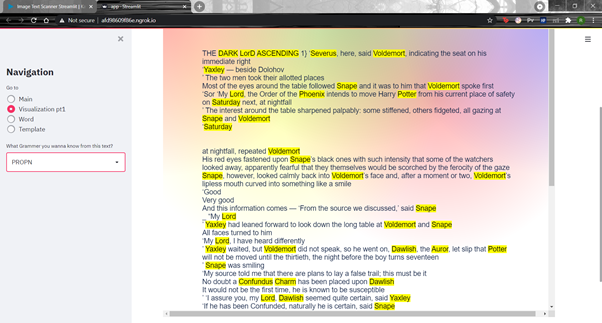 Image Text Scanner Streamlit | H
app · Streamlit
Not secure | afd98609f86e.ngrok.io
Navigation
Go to
Main
Visualization pt1
Word
Template
What Grammer you wanna know from this text?
PROPN
THE DARK LorD ASCENDING 1} 'Severus, here, said Voldemort, indicating the seat on his
immediate right
'Yaxley — beside Dolohov
' The two men took their allotted places
Most of the eyes around the table followed Snape and it was to him that Voldemort spoke first
'Sor 'My Lord, the Order of the Phoenix intends to move Harry Potter from his current place of safety
on Saturday next, at nightfall
' The interest around the table sharpened palpably: some stiffened, others fidgeted, all gazing at
Snape and Voldemort
'Saturday
at nightfall, repeated Voldemort
His red eyes fastened upon Snape's black ones with such intensity that some of the watchers
looked away, apparently fearful that they themselves would be scorched by the ferocity of the gaze
Snape, however, looked calmly back into Voldemort's face and, after a moment or two, Voldemort's
lipless mouth curved into something like a smile
'Good
Very good
And this information comes — 'From the source we discussed,' said Snape
"My Lord
'Yaxley had leaned forward to look down the long table at Voldemort and Snape
All faces turned to him
'My Lord, I have heard differently
' Yaxley waited, but Voldemort did not speak, so he went on, Dawlish, the Auror, let slip that Potter
will not be moved until the thirtieth, the night before the boy turns seventeen
' Snape was smiling
'My source told me that there are plans to lay a false trail; this must be it
No doubt a Confundus Charm has been placed upon Dawlish
It would not be the first time, he is known to be susceptible
' 'I assure you, my Lord, Dawlish seemed quite certain, said Yaxley
'If he has been Confunded, naturally he is certain, said Snape